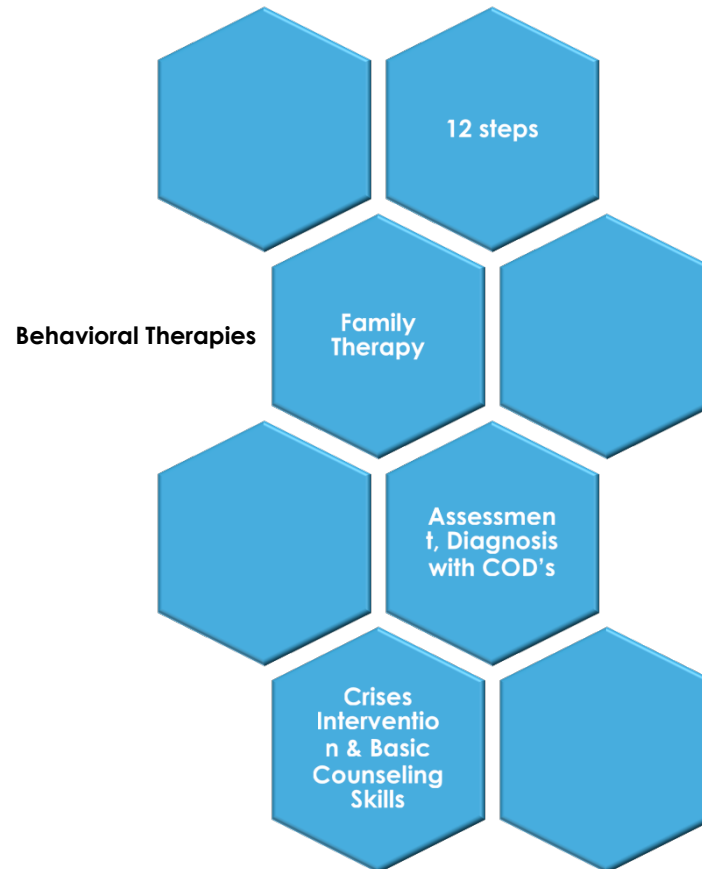 12 steps
Behavioral Therapies
Family
Therapy
Assessmen
t, Diagnosis
with COD's
Crises
Interventio
n & Basic
Counseling
Skills